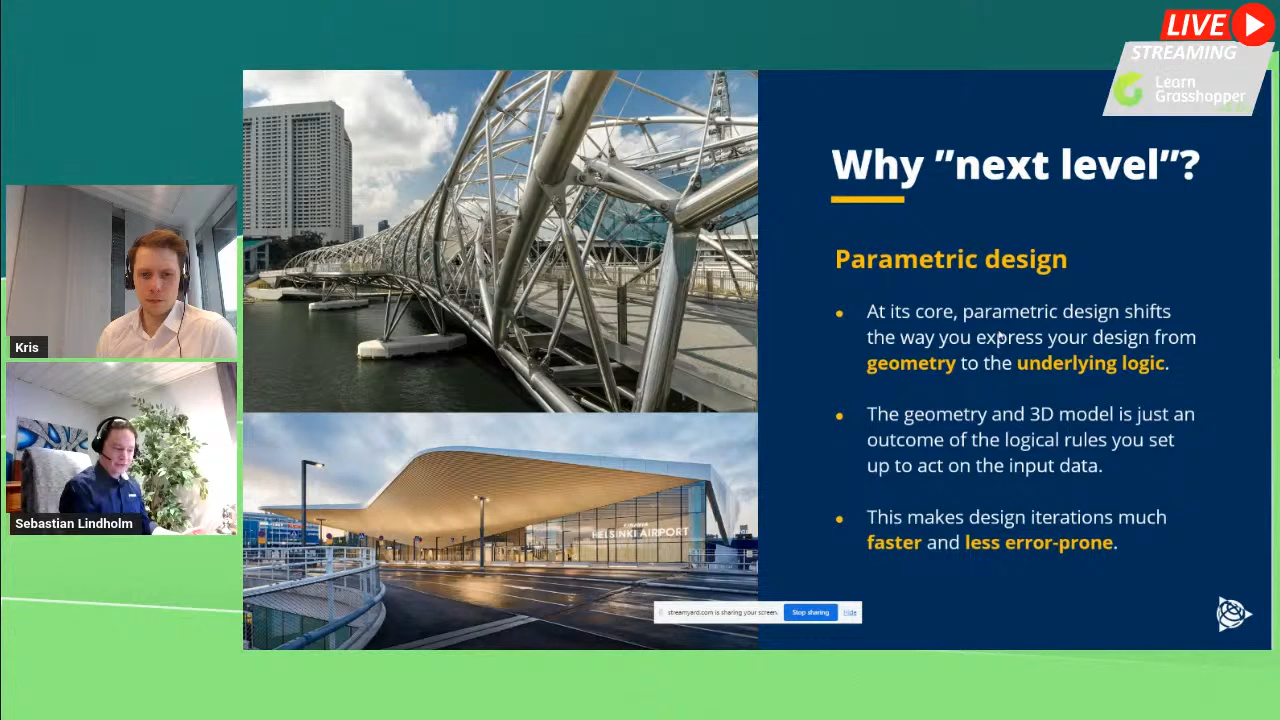 LIVE
STREAMING
Learn
Grasshopper
Why ”next level”?
Parametric design
• At its core, parametric design shifts
the way you express your design from
geometry to the underlying logic.
• The geometry and 3D model is just an
outcome of the logical rules you set
up to act on the input data.
• This makes design iterations much
faster and less error-prone.
Kris
Sebastian Lindholm
HELSINKI AIRPORT
streamyard.com is sharing your screen.
Stop sharing
Hide